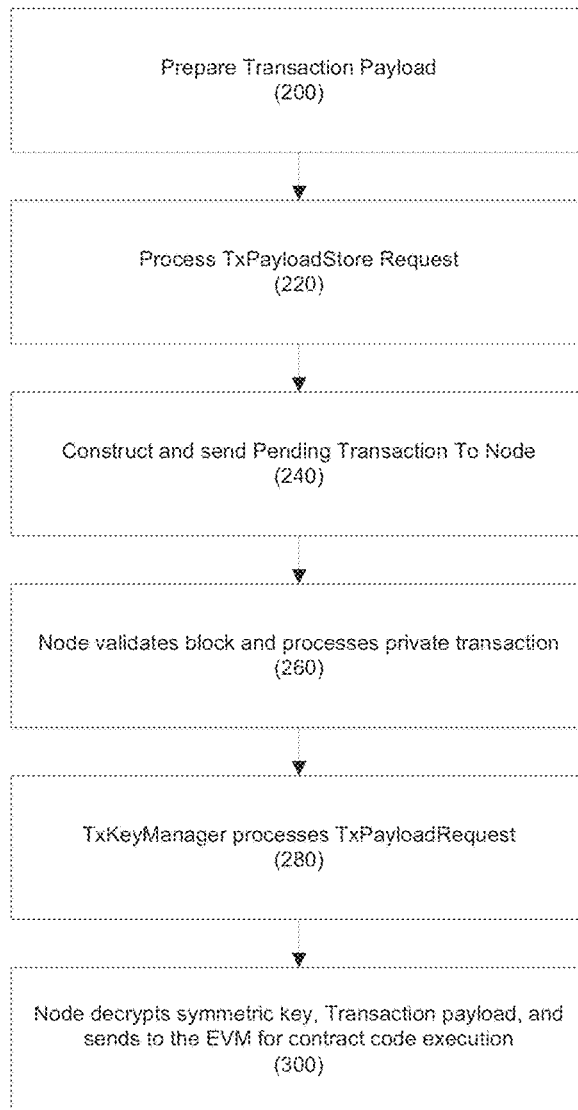 Prepare Transaction Payload
(200)
Process TxPayloadStore Request
(220)
Construct and send Pending Transaction To Node
(240)
Node validates block and processes private transaction
(260)
TxKeyManager processes TxPayloadRequest
(280)
Node decrypts symmetric key, Transaction payload, and
sends to the EVM for contract code execution
(300)